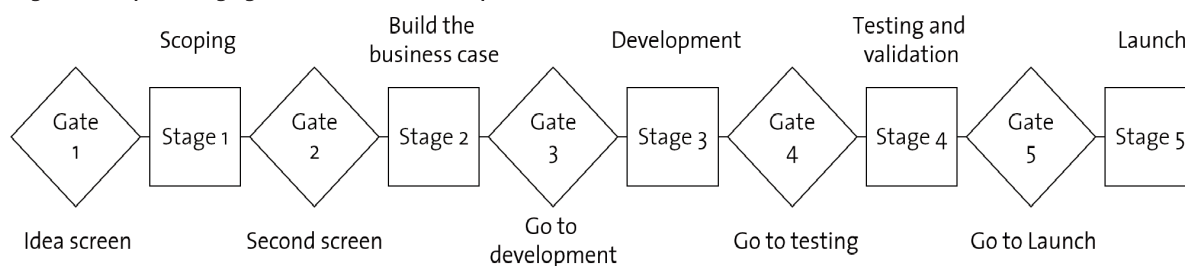 Scoping
Build the
business case
Development
Testing and
validation
Launch
Gate
1
Stage 1
Gate
2
Stage 2
Gate
3
Stage 3
Gate
4
Stage 4
Gate
5
Stage 5
Idea screen
Second screen
Go to
development
Go to testing
Go to Launch